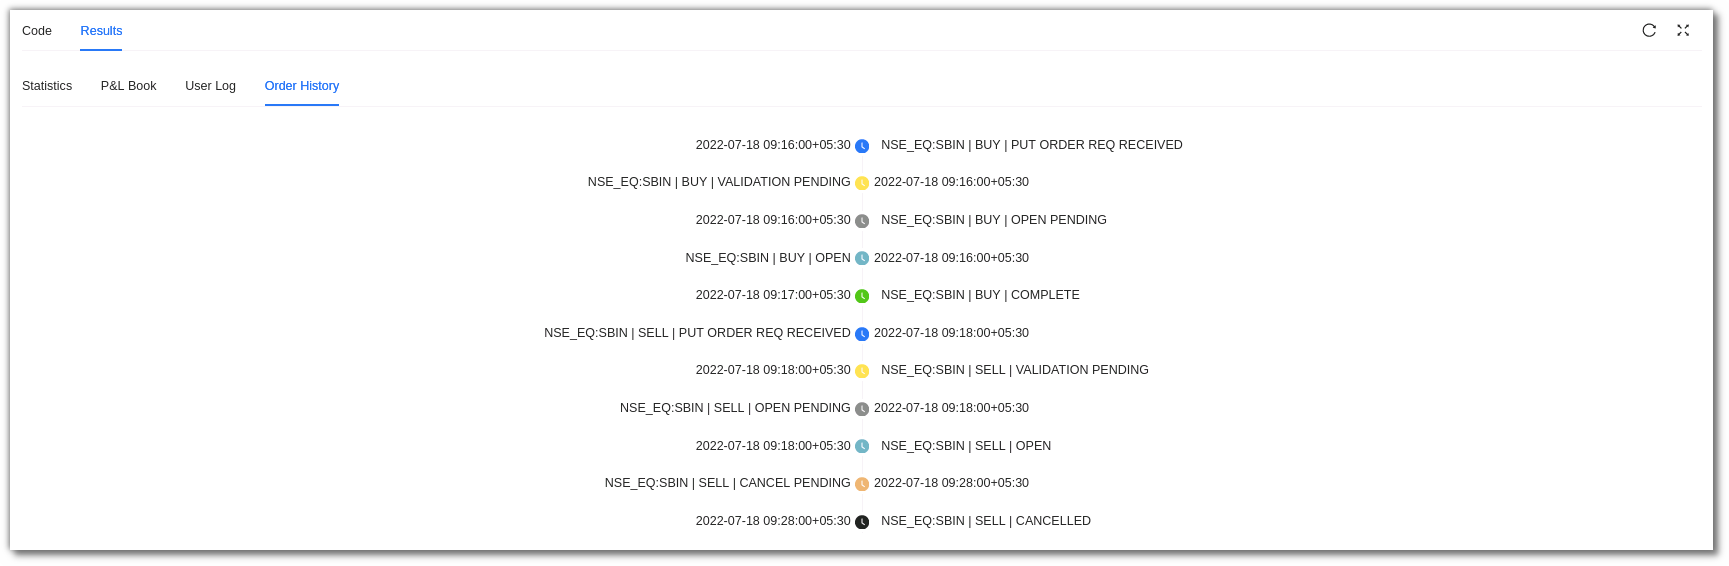 Code Results
Statistics P&L Book User Log Order History
2022-07-18 09:16:00+05:30 NSE_EQ:SBIN | BUY | PUT ORDER REQ RECEIVED
NSE_EQ:SBIN | BUY | VALIDATION PENDING 2022-07-18 09:16:00+05:30
2022-07-18 09:16:00+05:30 NSE_EQ:SBIN | BUY | OPEN PENDING
NSE_EQ:SBIN | BUY | OPEN 2022-07-18 09:16:00+05:30
2022-07-18 09:17:00+05:30 NSE_EQ:SBIN | BUY | COMPLETE
NSE_EQ:SBIN | SELL | PUT ORDER REQ RECEIVED 2022-07-18 09:18:00+05:30
2022-07-18 09:18:00+05:30 NSE_EQ:SBIN | SELL | VALIDATION PENDING
NSE_EQ:SBIN | SELL | OPEN PENDING 2022-07-18 09:18:00+05:30
2022-07-18 09:18:00+05:30 NSE_EQ:SBIN | SELL | OPEN
NSE_EQ:SBIN | SELL | CANCEL PENDING 2022-07-18 09:28:00+05:30
2022-07-18 09:28:00+05:30 NSE_EQ:SBIN | SELL | CANCELLED